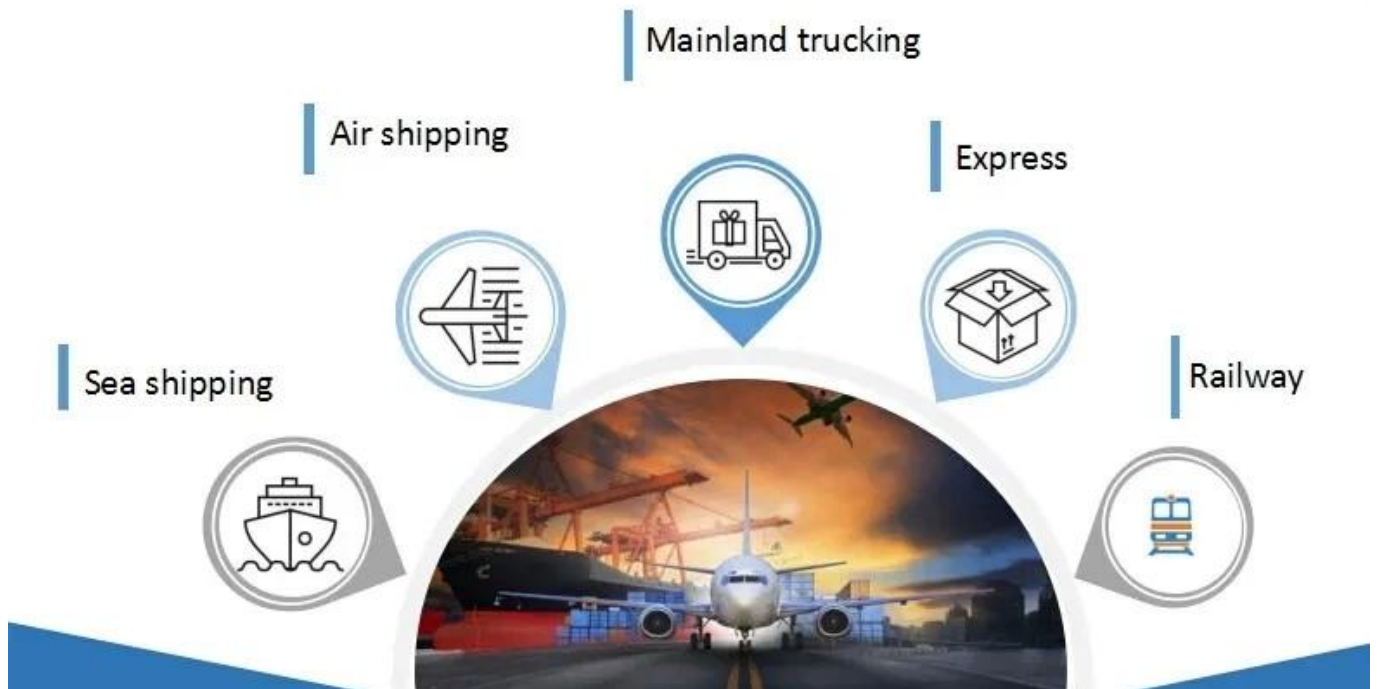 Mainland trucking
Air shipping
Express
Sea shipping
Railway